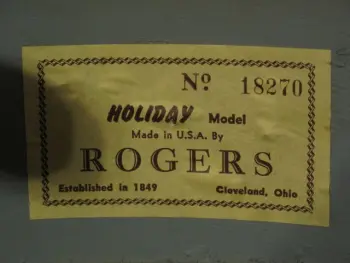 Nº 18270
HOLIDAY Model
Made in U.S.A. By
ROGERS
Established in 1849 Cleveland, Ohio